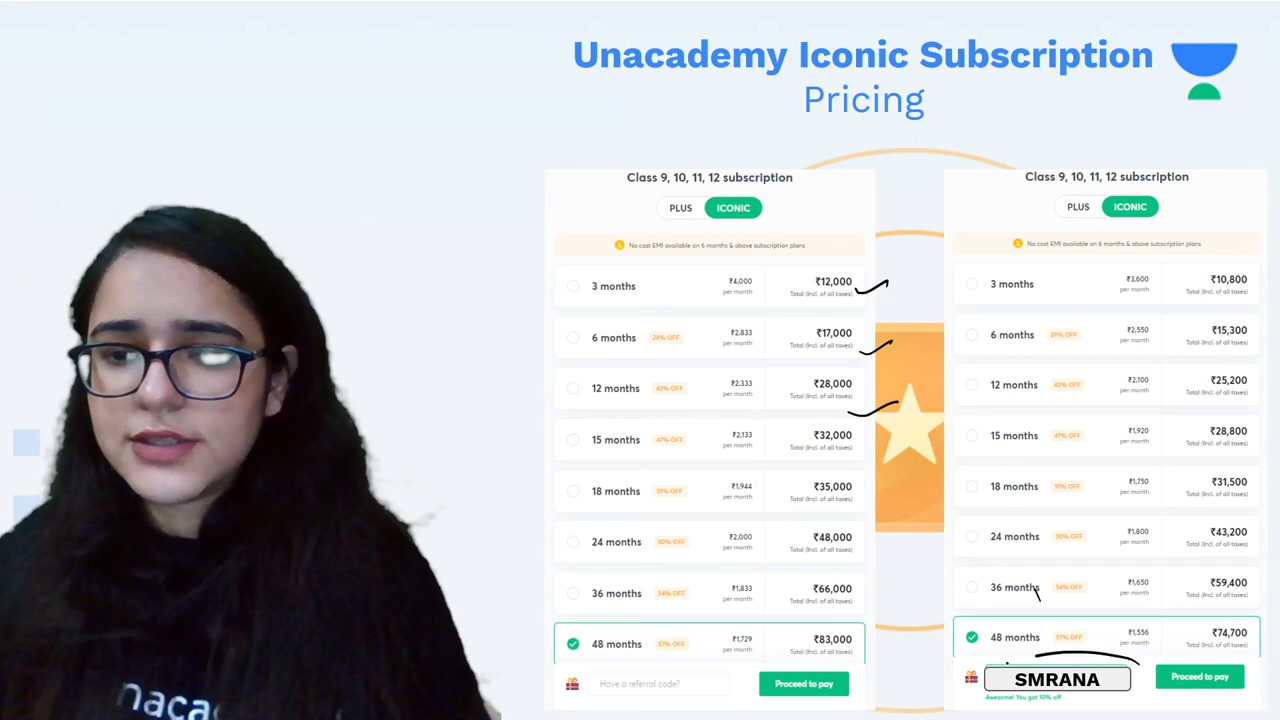 Unacademy Iconic Subscription
Pricing
Class 9, 10, 11, 12 subscription
PLUS ICONIC
No cost EMI available on 6 months & above subscription plans
3 months ₹4,000 per month ₹12,000 Total (Incl. of all taxes)
6 months 29% OFF ₹2,833 per month ₹17,000 Total (Incl. of all taxes)
12 months 42% OFF ₹2,333 per month ₹28,000 Total (Incl. of all taxes)
15 months 47% OFF ₹2,133 per month ₹32,000 Total (Incl. of all taxes)
18 months 51% OFF ₹1,944 per month ₹35,000 Total (Incl. of all taxes)
24 months 50% OFF ₹2,000 per month ₹48,000 Total (Incl. of all taxes)
36 months 54% OFF ₹1,833 per month ₹66,000 Total (Incl. of all taxes)
48 months 57% OFF ₹1,729 per month ₹83,000 Total (Incl. of all taxes)
Have a referral code? Proceed to pay
Class 9, 10, 11, 12 subscription
PLUS ICONIC
No cost EMI available on 6 months & above subscription plans
3 months ₹3,600 per month ₹10,800 Total (Incl. of all taxes)
6 months 29% OFF ₹2,550 per month ₹15,300 Total (Incl. of all taxes)
12 months 42% OFF ₹2,100 per month ₹25,200 Total (Incl. of all taxes)
15 months 47% OFF ₹1,920 per month ₹28,800 Total (Incl. of all taxes)
18 months 51% OFF ₹1,750 per month ₹31,500 Total (Incl. of all taxes)
24 months 50% OFF ₹1,800 per month ₹43,200 Total (Incl. of all taxes)
36 months 54% OFF ₹1,650 per month ₹59,400 Total (Incl. of all taxes)
48 months 57% OFF ₹1,556 per month ₹74,700 Total (Incl. of all taxes)
SMRANA Proceed to pay
Awesome! You got 10% off